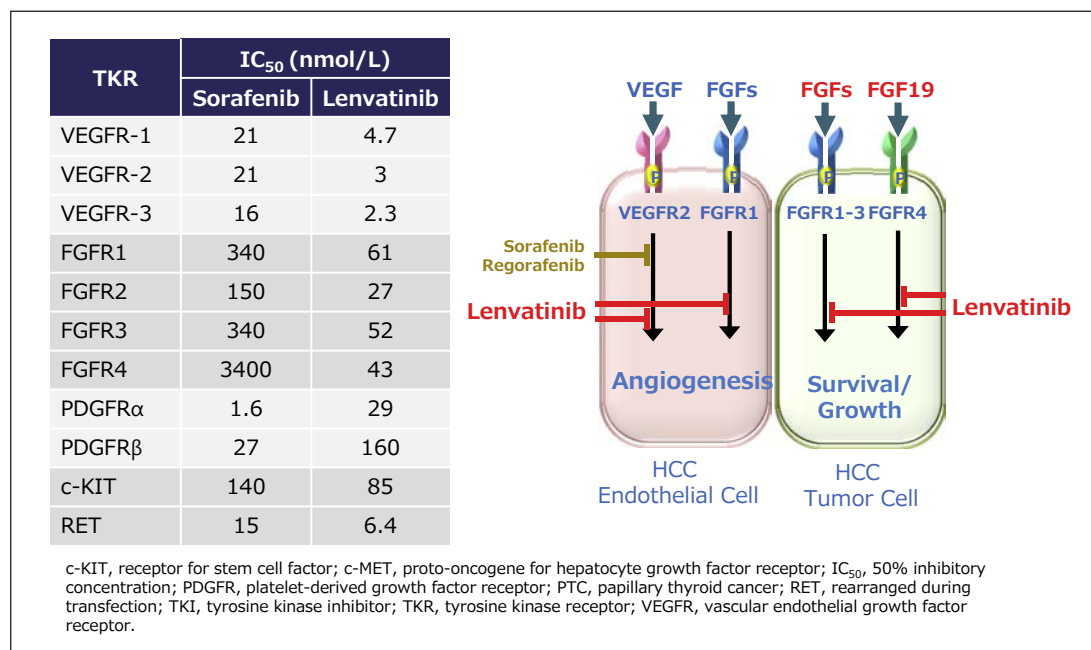 TKR
IC50 (nmol/L)
Sorafenib Lenvatinib
VEGFR-1 21 4.7
VEGFR-2 21 3
VEGFR-3 16 2.3
FGFR1 340 61
FGFR2 150 27
FGFR3 340 52
FGFR4 3400 43
PDGFRα 1.6 29
PDGFRβ 27 160
c-KIT 140 85
RET 15 6.4
VEGF FGFs FGFs FGF19
P P P P
VEGFR2 FGFR1 FGFR1-3 FGFR4
Sorafenib
Regorafenib
Lenvatinib Lenvatinib
Angiogenesis
Survival/
Growth
HCC
Endothelial Cell
HCC
Tumor Cell
c-KIT, receptor for stem cell factor; c-MET, proto-oncogene for hepatocyte growth factor receptor; IC50, 50% inhibitory
concentration; PDGFR, platelet-derived growth factor receptor; PTC, papillary thyroid cancer; RET, rearranged during
transfection; TKI, tyrosine kinase inhibitor; TKR, tyrosine kinase receptor; VEGFR, vascular endothelial growth factor
receptor.